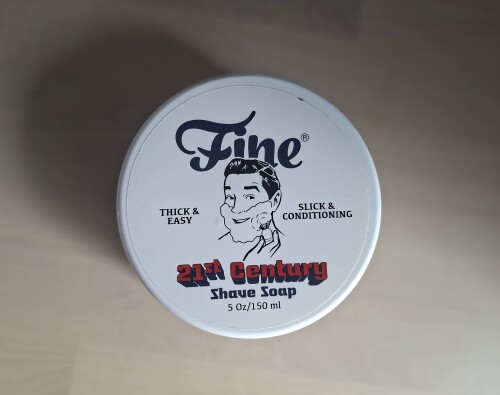 Fine®
THICK &
EASY
SLICK &
CONDITIONING
21st Century
Shave Soap
5 Oz/150 ml